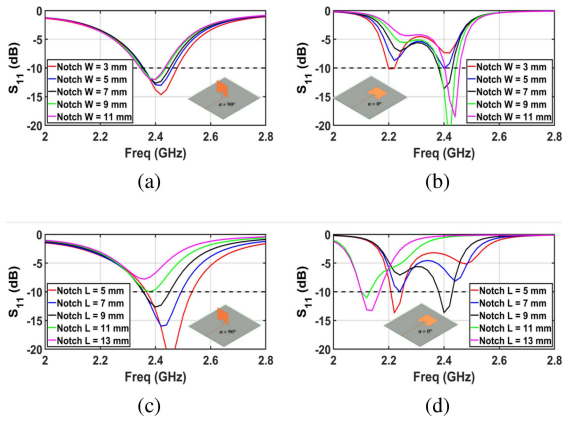 S11 (dB)
0
-5
-10
-15
-20
Notch W = 3 mm
Notch W = 5 mm
Notch W = 7 mm
Notch W = 9 mm
Notch W = 11 mm
α = 90°
2 2.2 2.4 2.6 2.8
Freq (GHz)
(a)
S11 (dB)
0
-5
-10
-15
-20
Notch W = 3 mm
Notch W = 5 mm
Notch W = 7 mm
Notch W = 9 mm
Notch W = 11 mm
α = 0°
2 2.2 2.4 2.6 2.8
Freq (GHz)
(b)
S11 (dB)
0
-5
-10
-15
-20
Notch L = 5 mm
Notch L = 7 mm
Notch L = 9 mm
Notch L = 11 mm
Notch L = 13 mm
α = 90°
2 2.2 2.4 2.6 2.8
Freq (GHz)
(c)
S11 (dB)
0
-5
-10
-15
-20
Notch L = 5 mm
Notch L = 7 mm
Notch L = 9 mm
Notch L = 11 mm
Notch L = 13 mm
α = 0°
2 2.2 2.4 2.6 2.8
Freq (GHz)
(d)